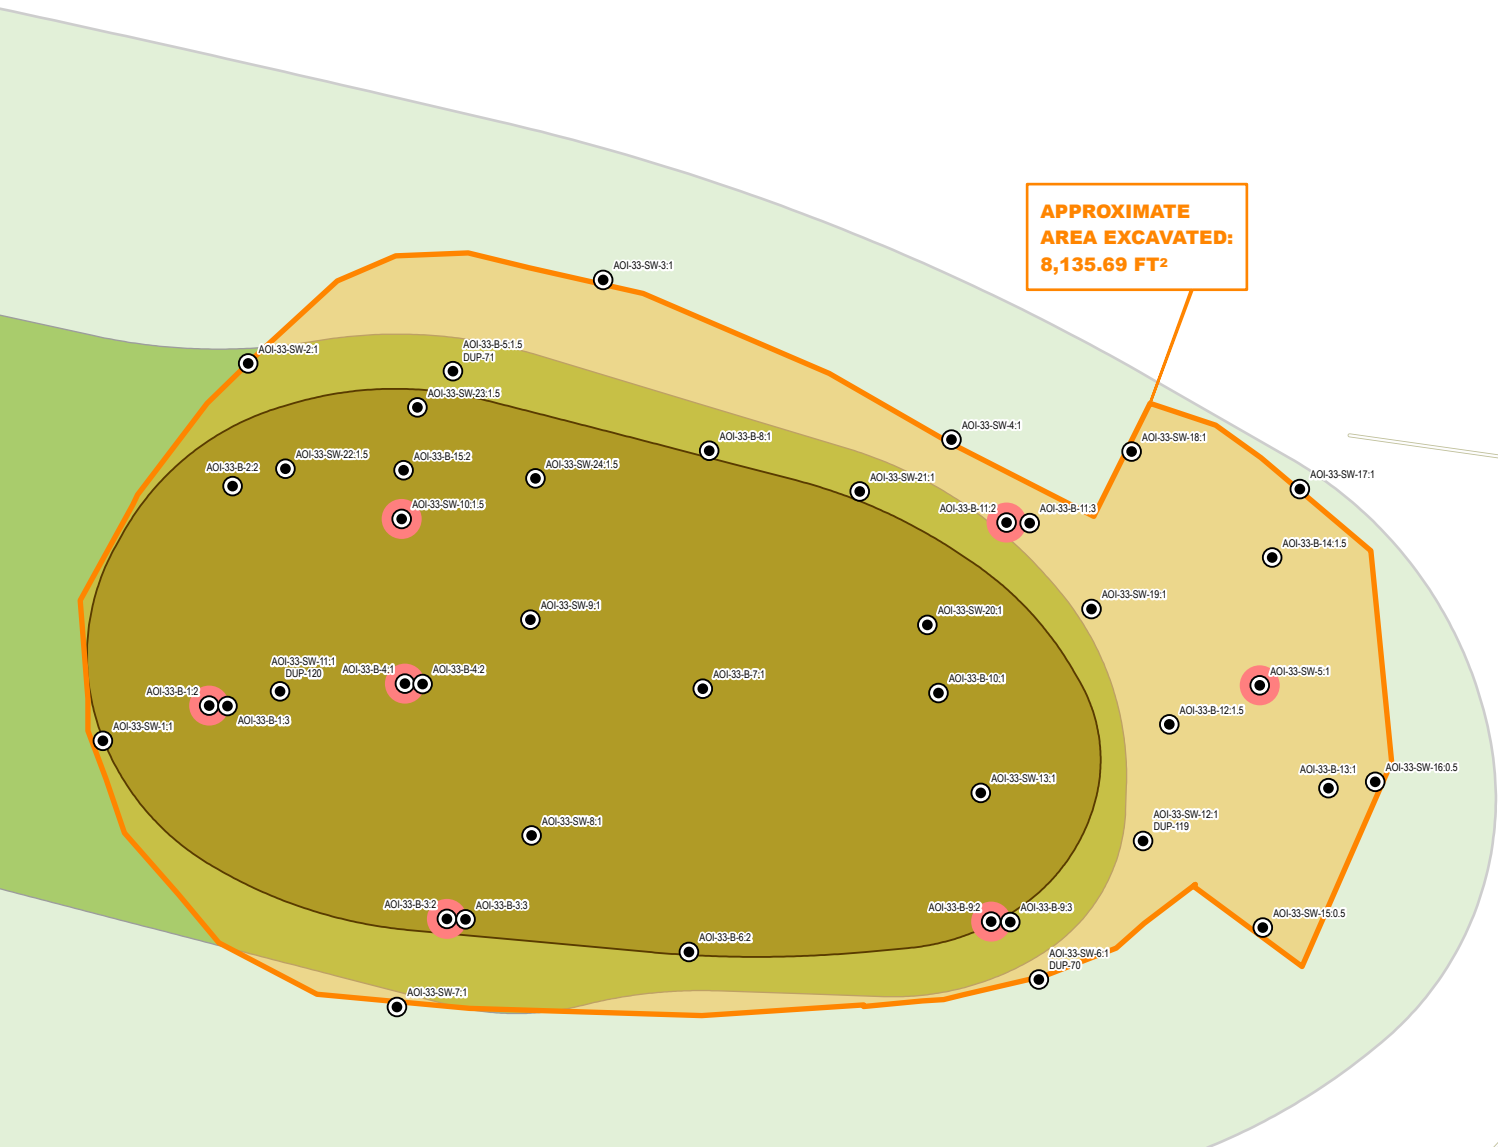 APPROXIMATE
AREA EXCAVATED:
8,135.69 FT²
AOI-33-SW-3:1
AOI-33-SW-2:1
AOI-33-B-5:1.5
DUP-71
AOI-33-SW-23:1.5
AOI-33-SW-4:1
AOI-33-SW-18:1
AOI-33-B-8:1
AOI-33-SW-22:1.5
AOI-33-B-15:2
AOI-33-B-2:2
AOI-33-SW-24:1.5
AOI-33-SW-21:1
AOI-33-SW-17:1
AOI-33-SW-10:1.5
AOI-33-B-11:2
AOI-33-B-11:3
AOI-33-B-14:1.5
AOI-33-SW-19:1
AOI-33-SW-9:1
AOI-33-SW-20:1
AOI-33-SW-11:1
DUP-120
AOI-33-B-4:1
AOI-33-B-4:2
AOI-33-B-7:1
AOI-33-B-10:1
AOI-33-SW-5:1
AOI-33-B-1:2
AOI-33-B-1:3
AOI-33-SW-1:1
AOI-33-B-12:1.5
AOI-33-B-13:1
AOI-33-SW-16:0.5
AOI-33-SW-13:1
AOI-33-SW-8:1
AOI-33-SW-12:1
DUP-119
AOI-33-B-3:2
AOI-33-B-3:3
AOI-33-B-9:2
AOI-33-B-9:3
AOI-33-SW-15:0.5
AOI-33-B-6:2
AOI-33-SW-6:1
DUP-70
AOI-33-SW-7:1